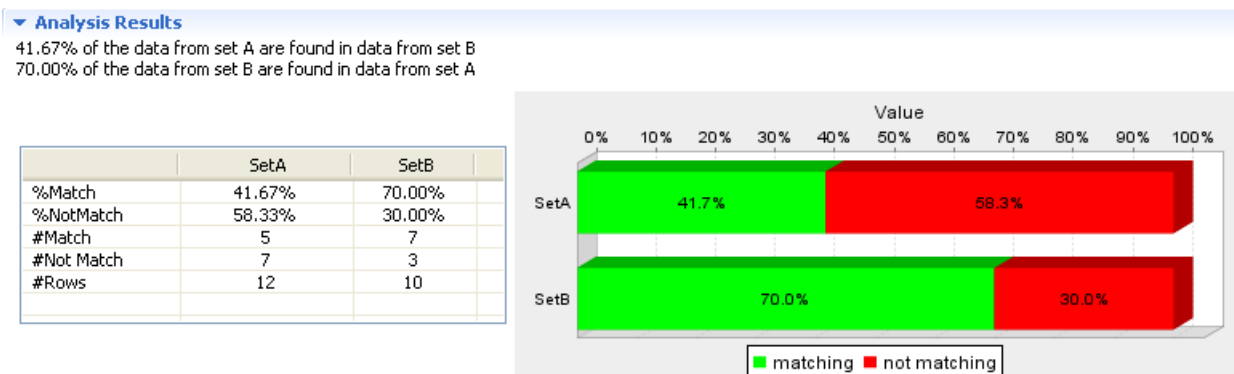 Analysis Results
41.67% of the data from set A are found in data from set B
70.00% of the data from set B are found in data from set A
SetA SetB
%Match 41.67% 70.00%
%NotMatch 58.33% 30.00%
#Match 5 7
#Not Match 7 3
#Rows 12 10
Value
0% 10% 20% 30% 40% 50% 60% 70% 80% 90% 100%
SetA 41.7% 58.3%
SetB 70.0% 30.0%
matching not matching